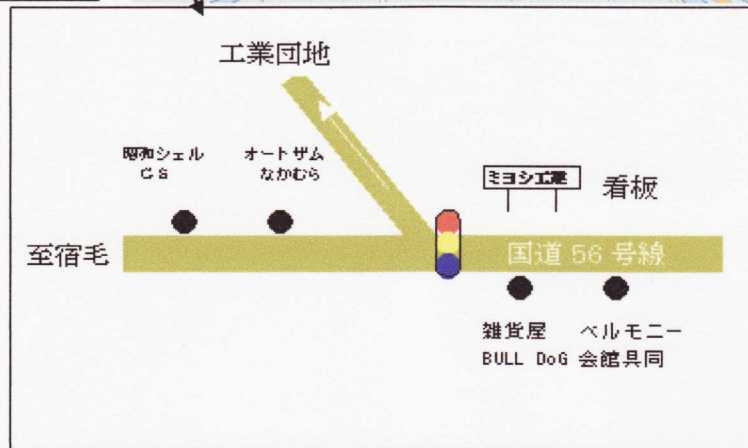 工業団地
昭和シェル
GS
オートザム
なかむら
ミヨシ工業
看板
至宿毛
国道 56 号線
雑貨屋
BULL DoG
ベルモニー
会館具同